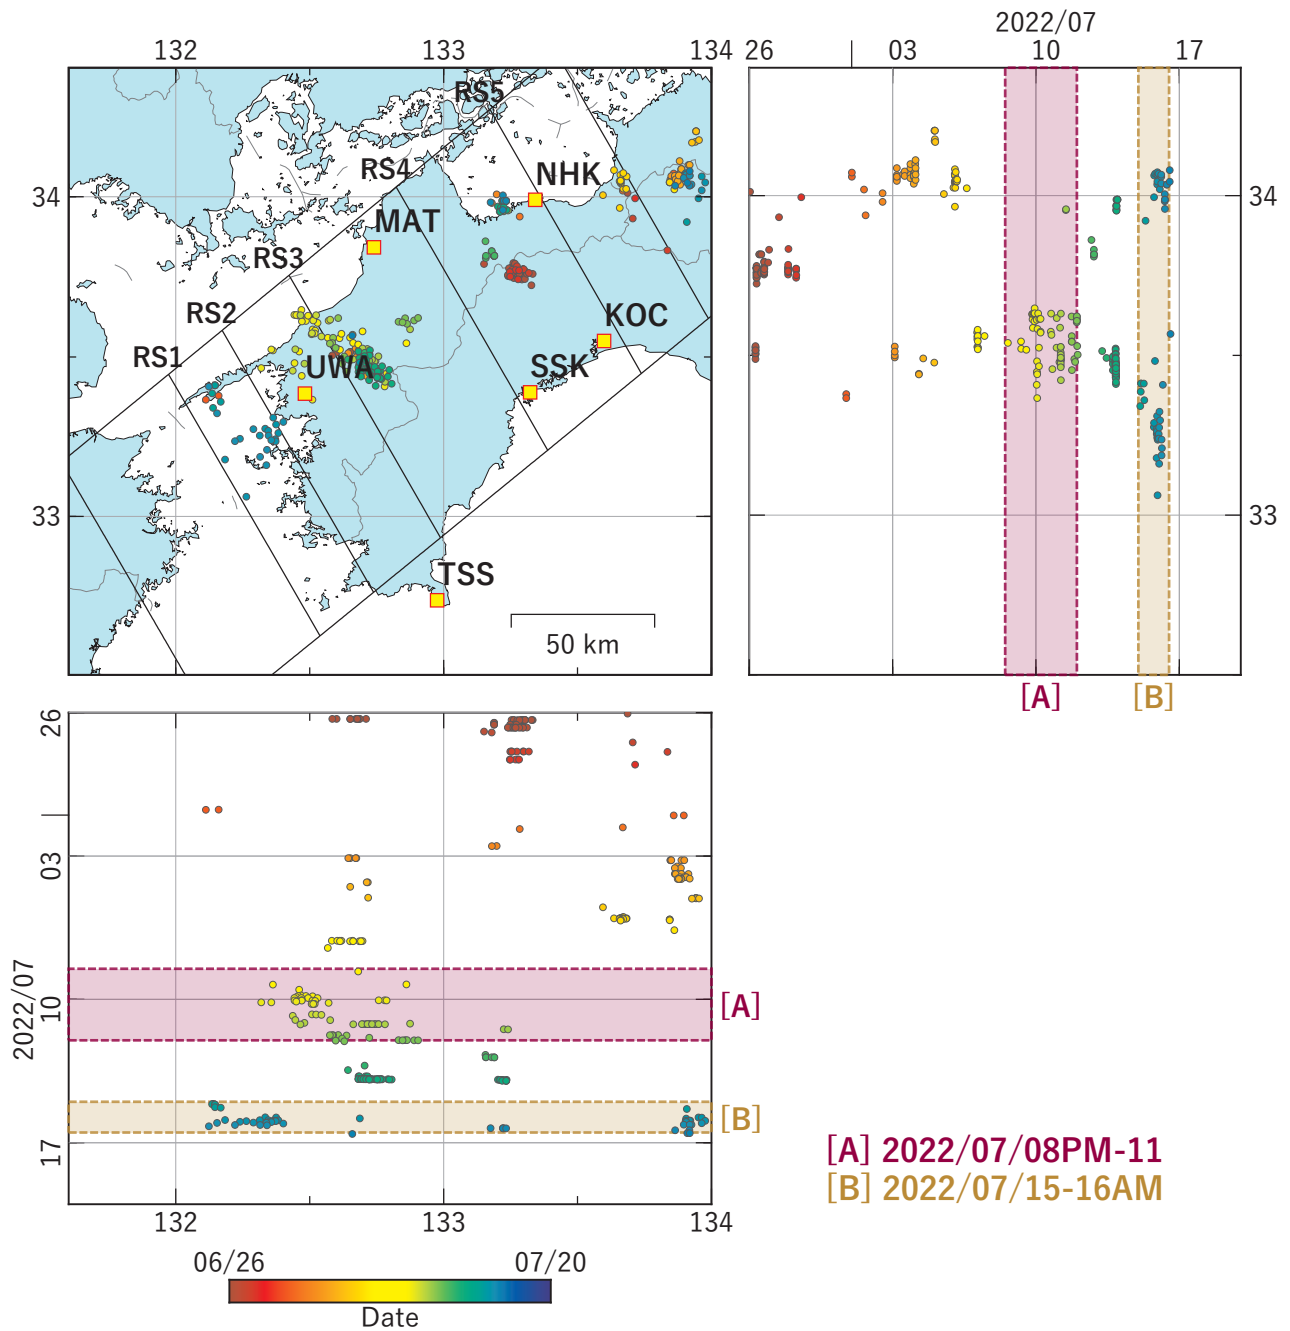 2022/07
132 133 134
26 03 10 17
RS5
RS4
NHK
34
34
MAT
RS3
RS2
KOC
RS1
UWA
SSK
33
33
TSS
50 km
[A] [B]
26
03
2022/07
10
17
[A]
[B]
132 133 134
[A] 2022/07/08PM-11
[B] 2022/07/15-16AM
06/26 07/20
Date